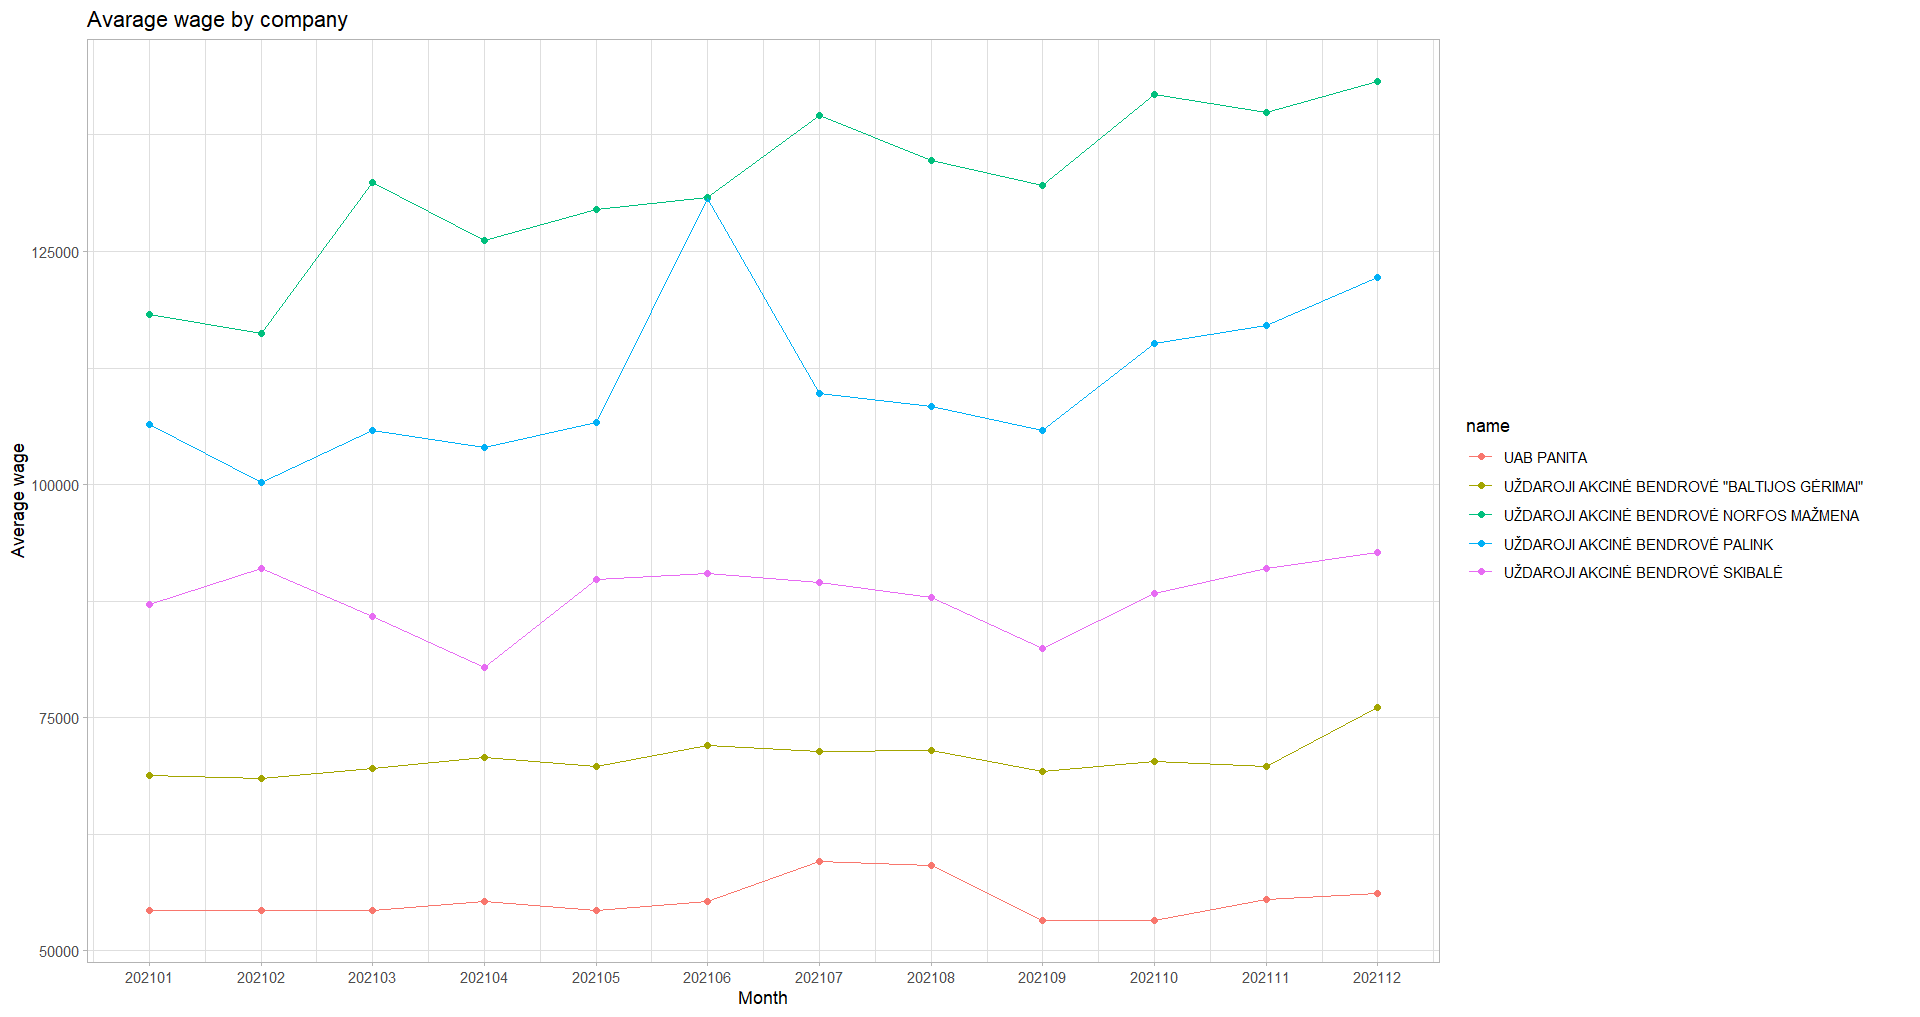 Avarage wage by company
Average wage
125000
100000
75000
50000
202101 202102 202103 202104 202105 202106 202107 202108 202109 202110 202111 202112
Month
name
UAB PANITA
UŽDAROJI AKCINĖ BENDROVĖ "BALTIJOS GĖRIMAI"
UŽDAROJI AKCINĖ BENDROVĖ NORFOS MAŽMENA
UŽDAROJI AKCINĖ BENDROVĖ PALINK
UŽDAROJI AKCINĖ BENDROVĖ SKIBALĖ